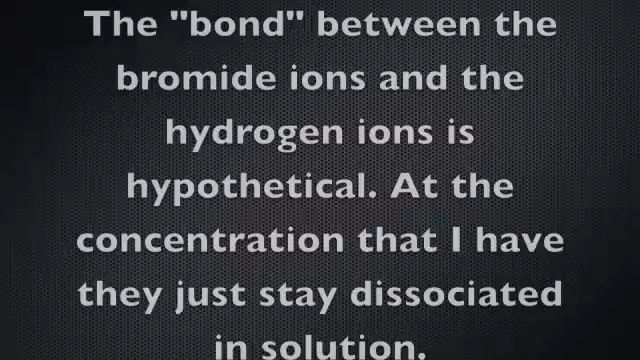 The "bond" between the
bromide ions and the
hydrogen ions is
hypothetical. At the
concentration that I have
they just stay dissociated
in solution.